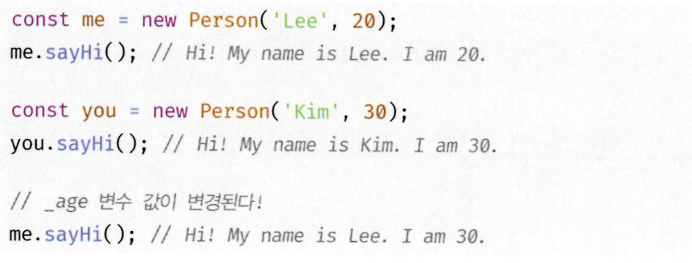 const me = new Person('Lee', 20);
me.sayHi(); // Hi! My name is Lee. I am 20.
const you = new Person('Kim', 30);
you.sayHi(); // Hi! My name is Kim. I am 30.
// _age 변수 값이 변경된다!
me.sayHi(); // Hi! My name is Lee. I am 30.